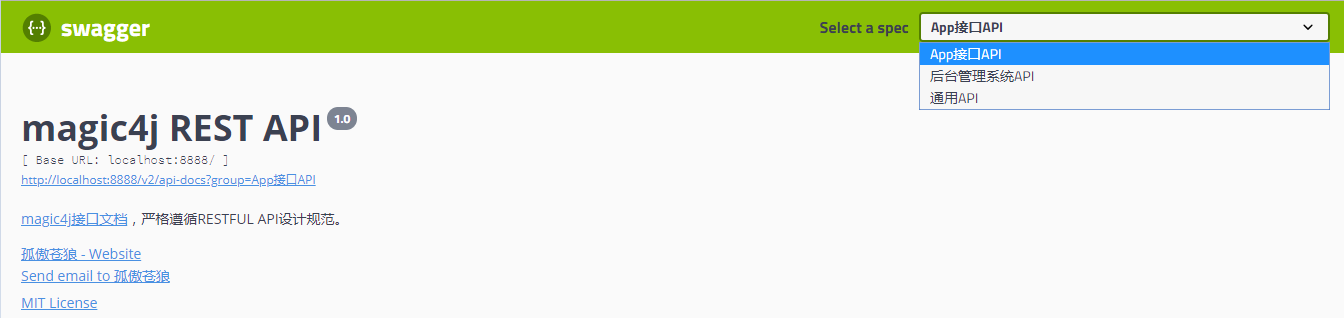 swagger
Select a spec
App接口API
App接口API
后台管理系统API
通用API
magic4j REST API 1.0
[ Base URL: localhost:8888/ ]
http://localhost:8888/v2/api-docs?group=App接口API
magic4j接口文档，严格遵循RESTFUL API设计规范。
孤傲苍狼 - Website
Send email to 孤傲苍狼
MIT License